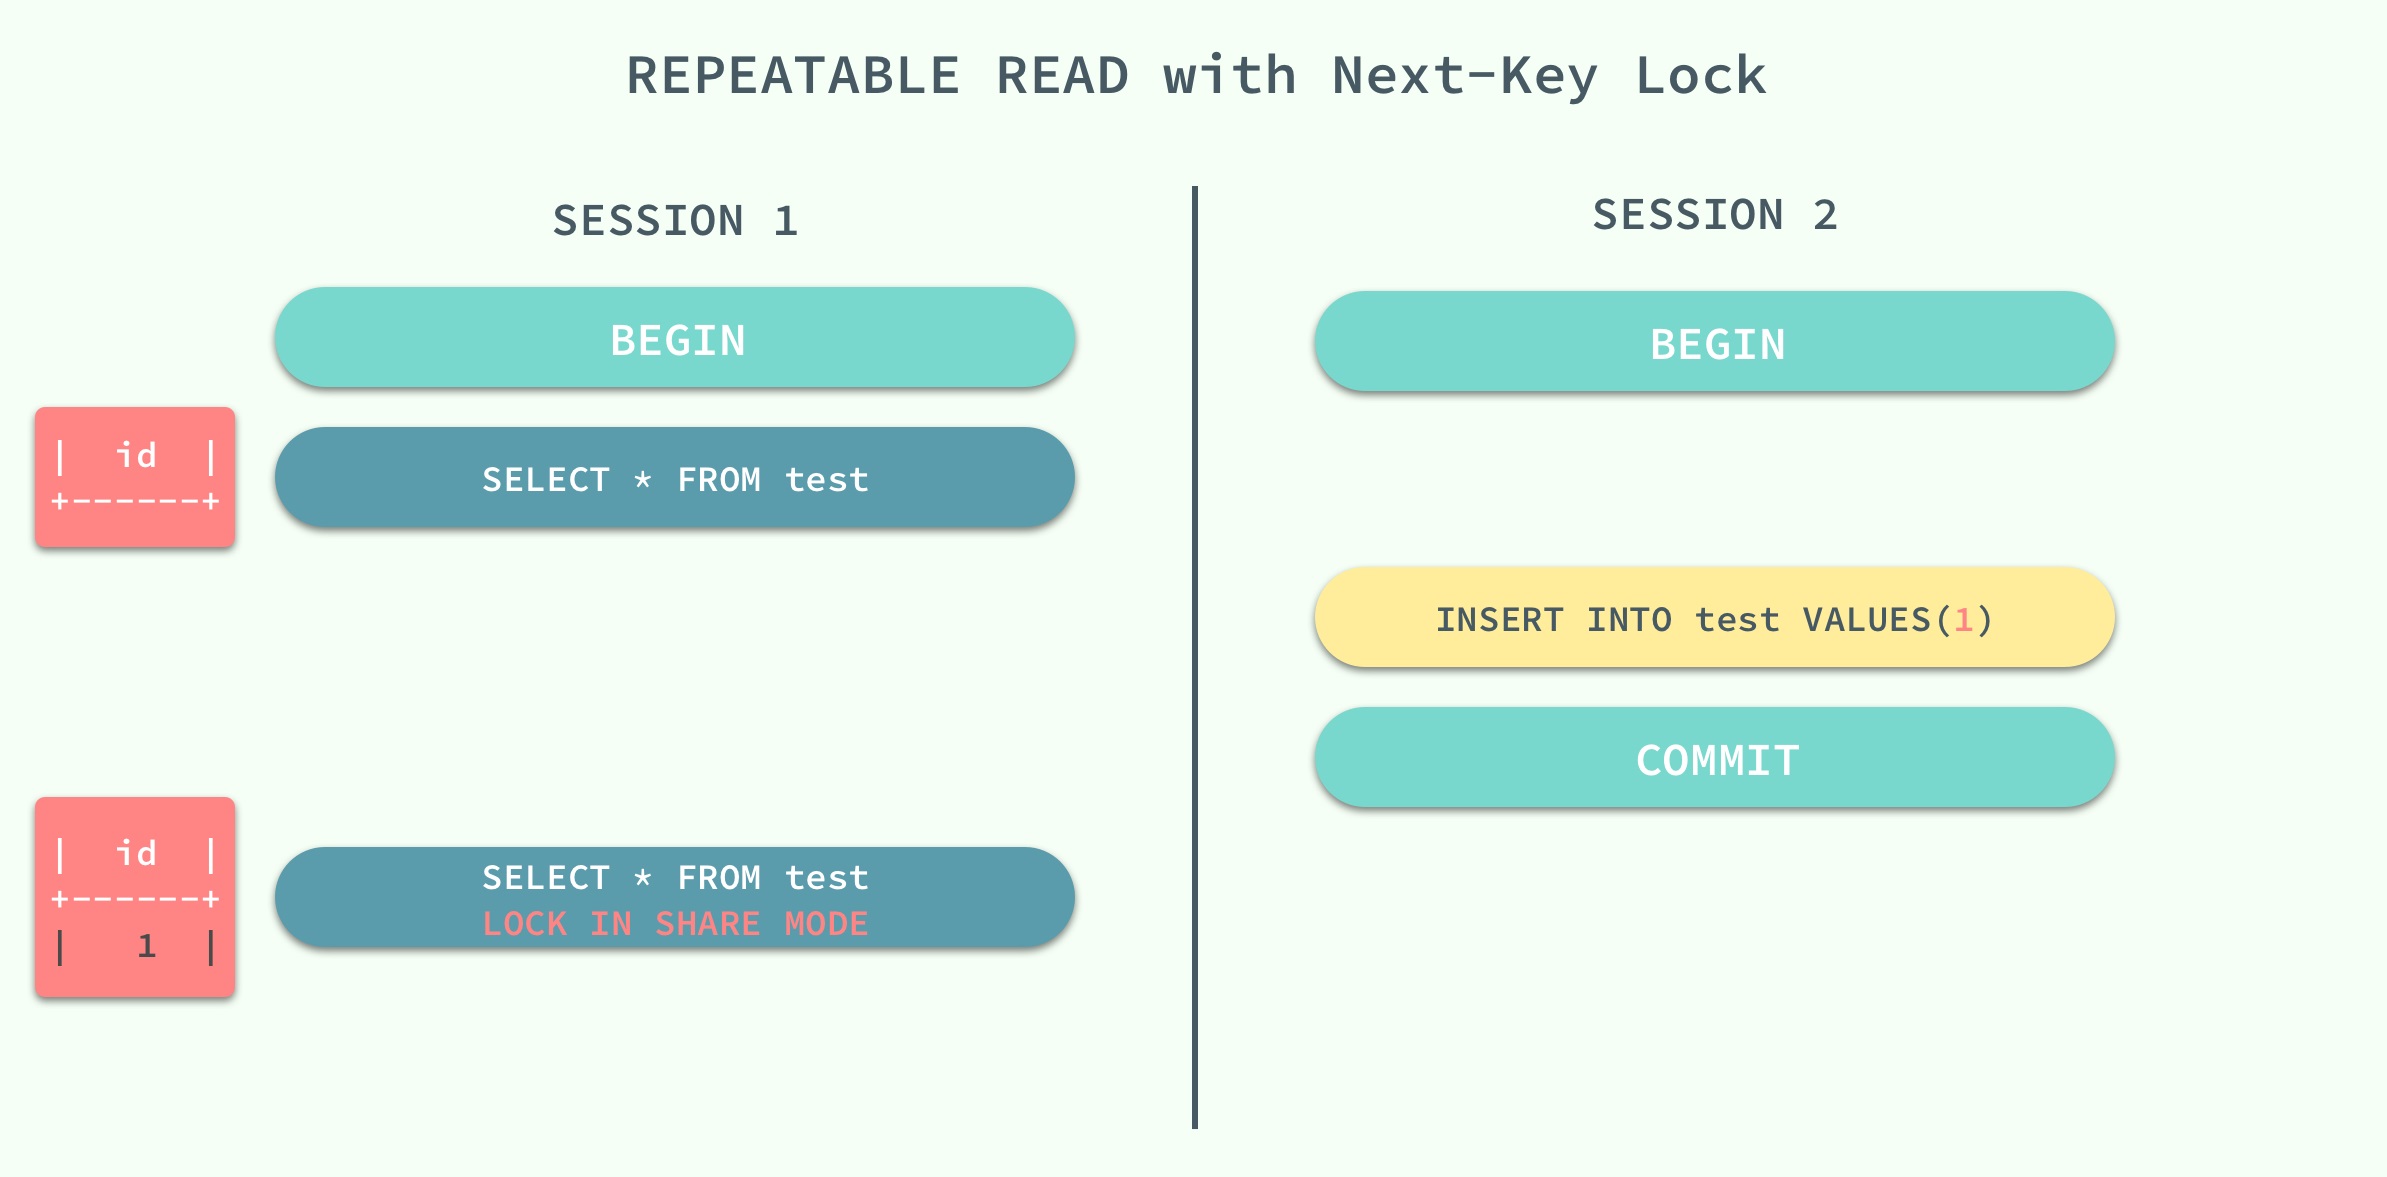 REPEATABLE READ with Next-Key Lock
SESSION 1
BEGIN
|  id  |
+------+
SELECT * FROM test
|  id  |
+------+
|   1  |
SELECT * FROM test
LOCK IN SHARE MODE
SESSION 2
BEGIN
INSERT INTO test VALUES(1)
COMMIT